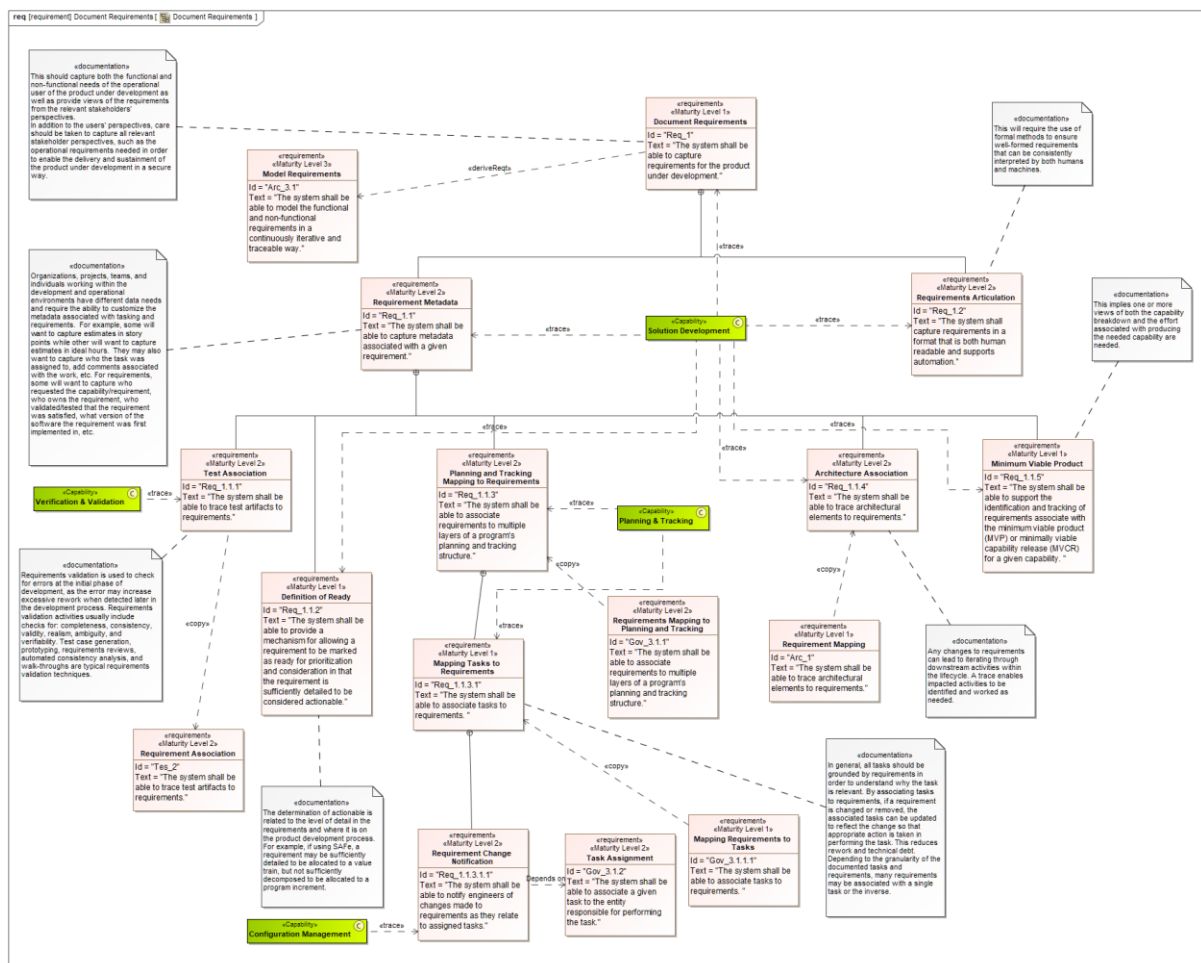 req [requirement] Document Requirements [ Document Requirements ]
«documentation»
This should capture both the functional and
non-functional needs of the operational
user of the product under development as
well as provide views of the requirements
from the relevant stakeholders'
perspectives.
In addition to the users' perspectives, care
should be taken to capture all relevant
stakeholder perspectives, such as the
operational requirements needed in order
to enable the delivery and sustainment of
the product under development in a secure
way.
«requirement»
«Maturity Level 1»
Document Requirements
Id = "Req_1"
Text = "The system shall be
able to capture
requirements for the product
under development."
«documentation»
This will require the use of
formal methods to ensure
well-formed requirements
that can be consistently
interpreted by both humans
and machines.
«requirement»
«Maturity Level 3»
Model Requirements
Id = "Arc_3.1"
Text = "The system shall be
able to model the functional
and non-functional
requirements in a
continuously iterative and
traceable way."
«deriveReqt»
«trace»
«documentation»
Organizations, projects, teams, and
individuals working within the
development and operational
environments have different data needs
and require the ability to customize the
metadata associated with tasking and
requirements. For example, some will
want to capture estimates in story
points while other will want to capture
estimates in ideal hours. They may also
want to capture who the task was
assigned to, add comments associated
with the work, etc. For requirements,
some will want to capture who
requested the capability/requirement,
who owns the requirement, who
validated/tested that the requirement
was satisfied, what version of the
software the requirement was first
implemented in, etc.
«requirement»
«Maturity Level 2»
Requirement Metadata
Id = "Req_1.1"
Text = "The system shall be
able to capture metadata
associated with a given
requirement."
«trace»
«Capability»
Solution Development
«trace»
«requirement»
«Maturity Level 2»
Requirements Articulation
Id = "Req_1.2"
Text = "The system shall
capture requirements in a
format that is both human
readable and supports
automation."
«documentation»
This implies one or more
views of both the capability
breakdown and the effort
associated with producing
the needed capability are
needed.
«trace»
«trace»
«trace»
«requirement»
«Maturity Level 2»
Test Association
Id = "Req_1.1.1"
Text = "The system shall be
able to trace test artifacts to
requirements."
«Capability»
Verification & Validation
«trace»
«requirement»
«Maturity Level 2»
Planning and Tracking
Mapping to Requirements
Id = "Req_1.1.3"
Text = "The system shall be
able to associate
requirements to multiple
layers of a program's
planning and tracking
structure."
«trace»
«Capability»
Planning & Tracking
«requirement»
«Maturity Level 2»
Architecture Association
Id = "Req_1.1.4"
Text = "The system shall be
able to trace architectural
elements to requirements."
«requirement»
«Maturity Level 1»
Minimum Viable Product
Id = "Req_1.1.5"
Text = "The system shall be
able to support the
identification and tracking of
requirements associate with
the minimum viable product
(MVP) or minimally viable
capability release (MVCR)
for a given capability. "
«documentation»
Requirements validation is used to check
for errors at the initial phase of
development, as the error may increase
excessive rework when detected later in
the development process. Requirements
validation activities usually include
checks for: completeness, consistency,
validity, realism, ambiguity, and
verifiability. Test case generation,
prototyping, requirements reviews,
automated consistency analysis, and
walk-throughs are typical requirements
validation techniques.
«copy»
«requirement»
«Maturity Level 1»
Definition of Ready
Id = "Req_1.1.2"
Text = "The system shall be
able to provide a
mechanism for allowing a
requirement to be marked
as ready for prioritization
and consideration in that
the requirement is
sufficiently detailed to be
considered actionable."
«copy»
«trace»
«requirement»
«Maturity Level 2»
Requirements Mapping to
Planning and Tracking
Id = "Gov_3.1.1"
Text = "The system shall be
able to associate
requirements to multiple
layers of a program's
planning and tracking
structure."
«copy»
«requirement»
«Maturity Level 1»
Requirement Mapping
Id = "Arc_1"
Text = "The system shall be
able to trace architectural
elements to requirements."
«documentation»
Any changes to requirements
can lead to iterating through
downstream activities within
the lifecycle. A trace enables
impacted activities to be
identified and worked as
needed.
«requirement»
«Maturity Level 1»
Mapping Tasks to
Requirements
Id = "Req_1.1.3.1"
Text = "The system shall be
able to associate tasks to
requirements. "
«requirement»
«Maturity Level 2»
Requirement Association
Id = "Tes_2"
Text = "The system shall be
able to trace test artifacts to
requirements."
«documentation»
The determination of actionable is
related to the level of detail in the
requirements and where it is on
the product development process.
For example, if using SAFe, a
requirement may be sufficiently
detailed to be allocated to a value
train, but not sufficiently
decomposed to be allocated to a
program increment.
«copy»
«documentation»
In general, all tasks should be
grounded by requirements in
order to understand why the task
is relevant. By associating tasks
to requirements, if a requirement
is changed or removed, the
associated tasks can be updated
to reflect the change so that
appropriate action is taken in
performing the task. This reduces
rework and technical debt.
Depending to the granularity of the
documented tasks and
requirements, many requirements
may be associated with a single
task or the inverse.
«requirement»
«Maturity Level 2»
Requirement Change
Notification
Id = "Req_1.1.3.1.1"
Text = "The system shall be
able to notify engineers of
changes made to
requirements as they relate
to assigned tasks."
Depends on
«requirement»
«Maturity Level 2»
Task Assignment
Id = "Gov_3.1.2"
Text = "The system shall be
able to associate a given
task to the entity
responsible for performing
the task."
«requirement»
«Maturity Level 1»
Mapping Requirements to
Tasks
Id = "Gov_3.1.1.1"
Text = "The system shall be
able to associate tasks to
requirements. "
«Capability»
Configuration Management
«trace»